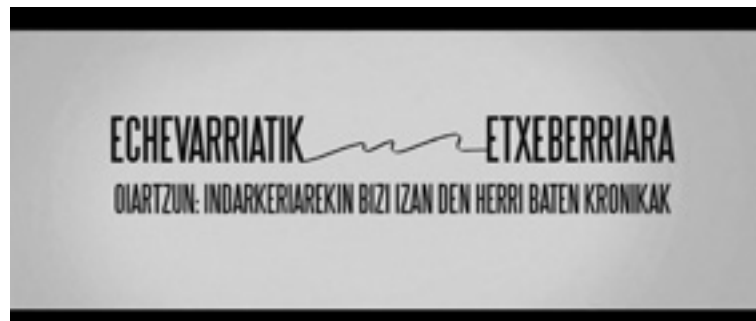 ECHEVARRIATIK ETXEBERRIARA
OIARTZUN: INDARKERIAREKIN BIZI IZAN DEN HERRI BATEN KRONIKAK